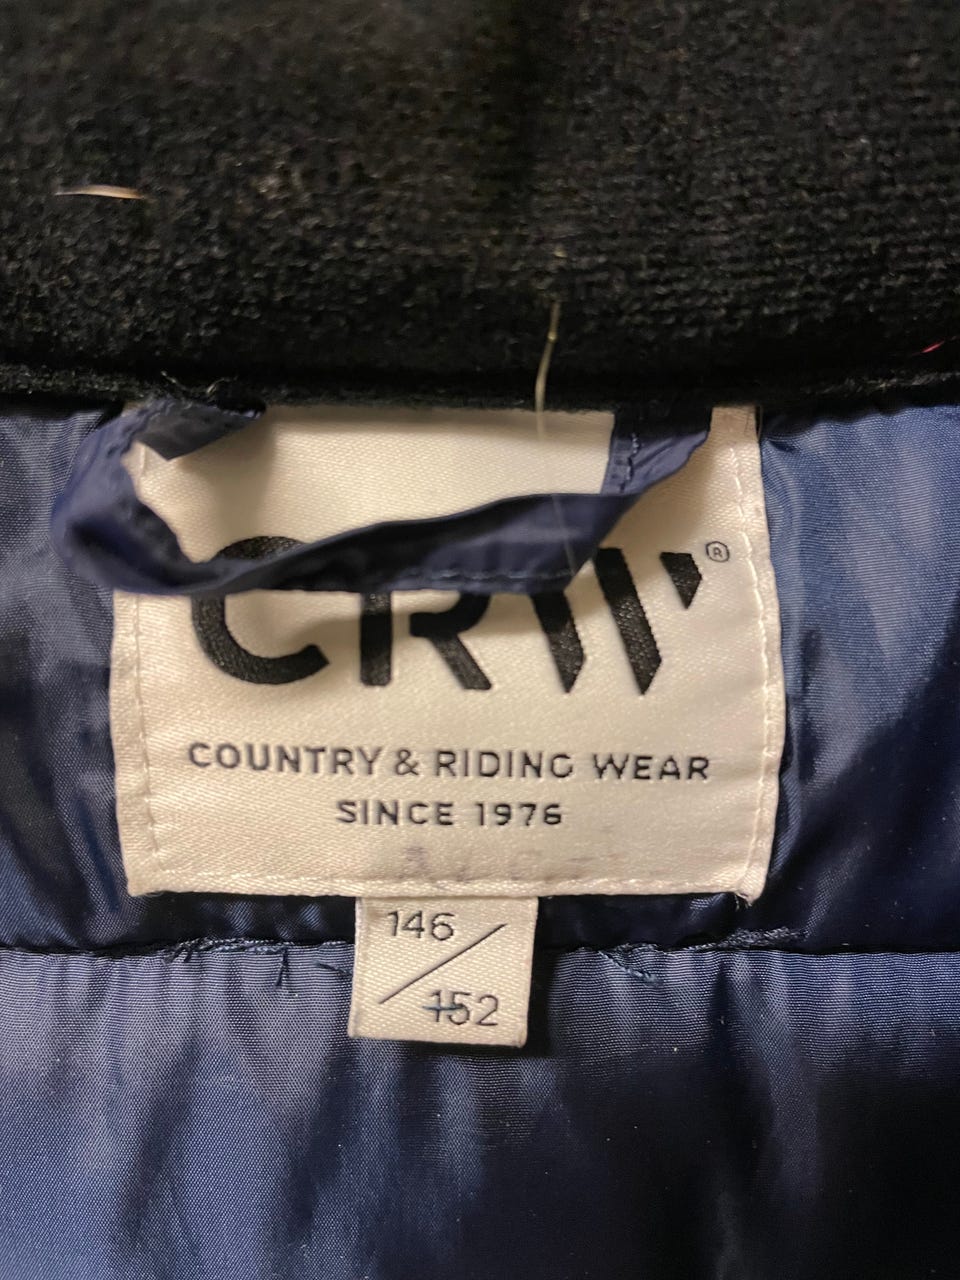 CRW®
COUNTRY & RIDING WEAR
SINCE 1976
146/
152